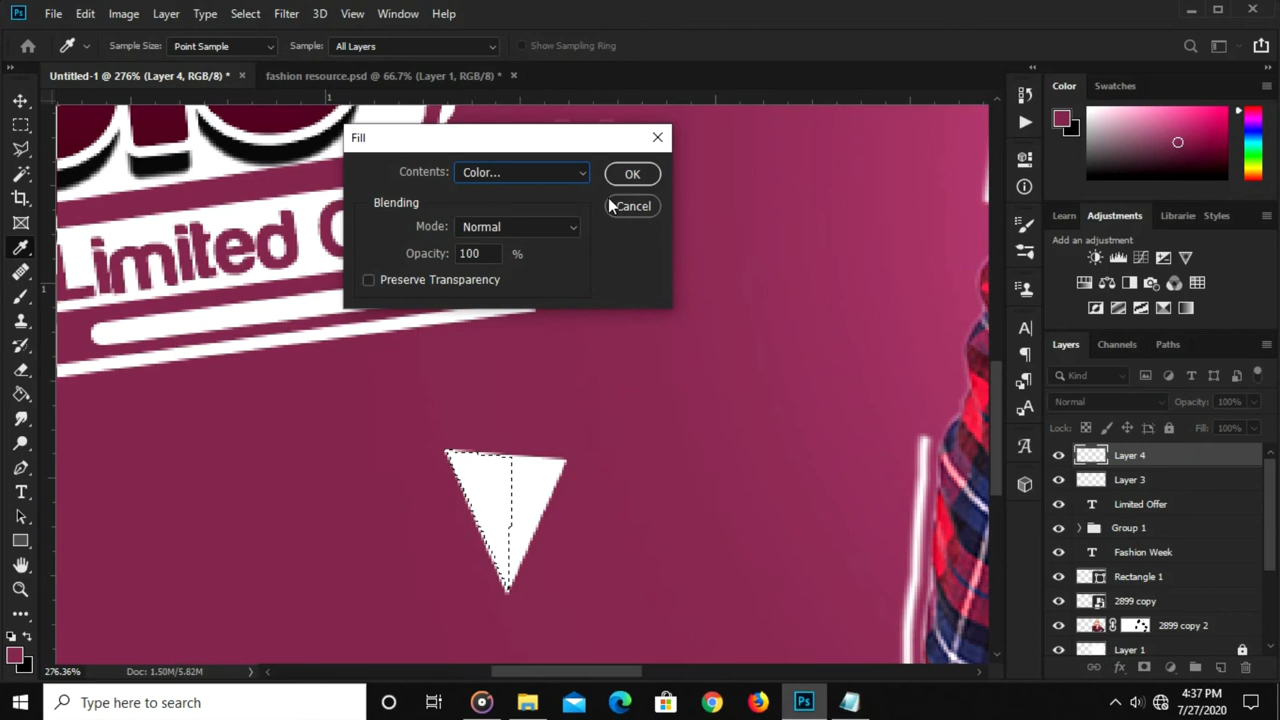 Ps File Edit Image Layer Type Select Filter 3D View Window Help
Sample Size: Point Sample Sample: All Layers Show Sampling Ring
Untitled-1 @ 276% (Layer 4, RGB/8) * fashion resource.psd @ 66.7% (Layer 1, RGB/8) *
1
Color Swatches
Fill
Contents: Color... OK
Blending Cancel
Mode: Normal
Opacity: 100 %
Preserve Transparency
Limited O
1
Learn Adjustments Librarie Styles
Add an adjustment
Layers Channels Paths
Kind
Normal Opacity: 100%
Lock: Fill: 100%
Layer 4
Layer 3
T Limited Offer
Group 1
T Fashion Week
Rectangle 1
2899 copy
2899 copy 2
Layer 1
276.36% Doc: 1.50M/5.82M
Type here to search
Ps
4:37 PM
7/27/2020